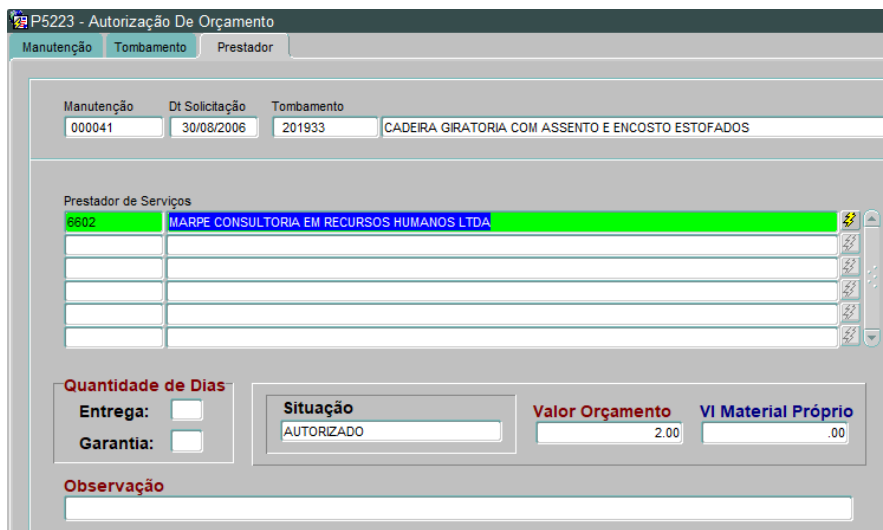 P5223 - Autorização De Orçamento
Manutenção Tombamento Prestador
Manutenção Dt Solicitação Tombamento
000041 30/08/2006 201933 CADEIRA GIRATORIA COM ASSENTO E ENCOSTO ESTOFADOS
Prestador de Serviços
6602 MARPE CONSULTORIA EM RECURSOS HUMANOS LTDA
Quantidade de Dias
Entrega:
Garantia:
Situação Valor Orçamento Vl Material Próprio
AUTORIZADO 2.00 .00
Observação